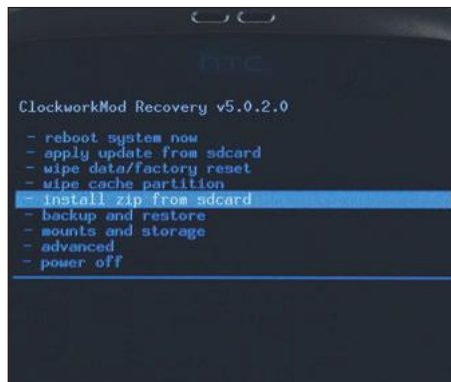 hTC
ClockworkMod Recovery v5.0.2.0
- reboot system now
- apply update from sdcard
- wipe data/factory reset
- wipe cache partition
- install zip from sdcard
- backup and restore
- mounts and storage
- advanced
- power off